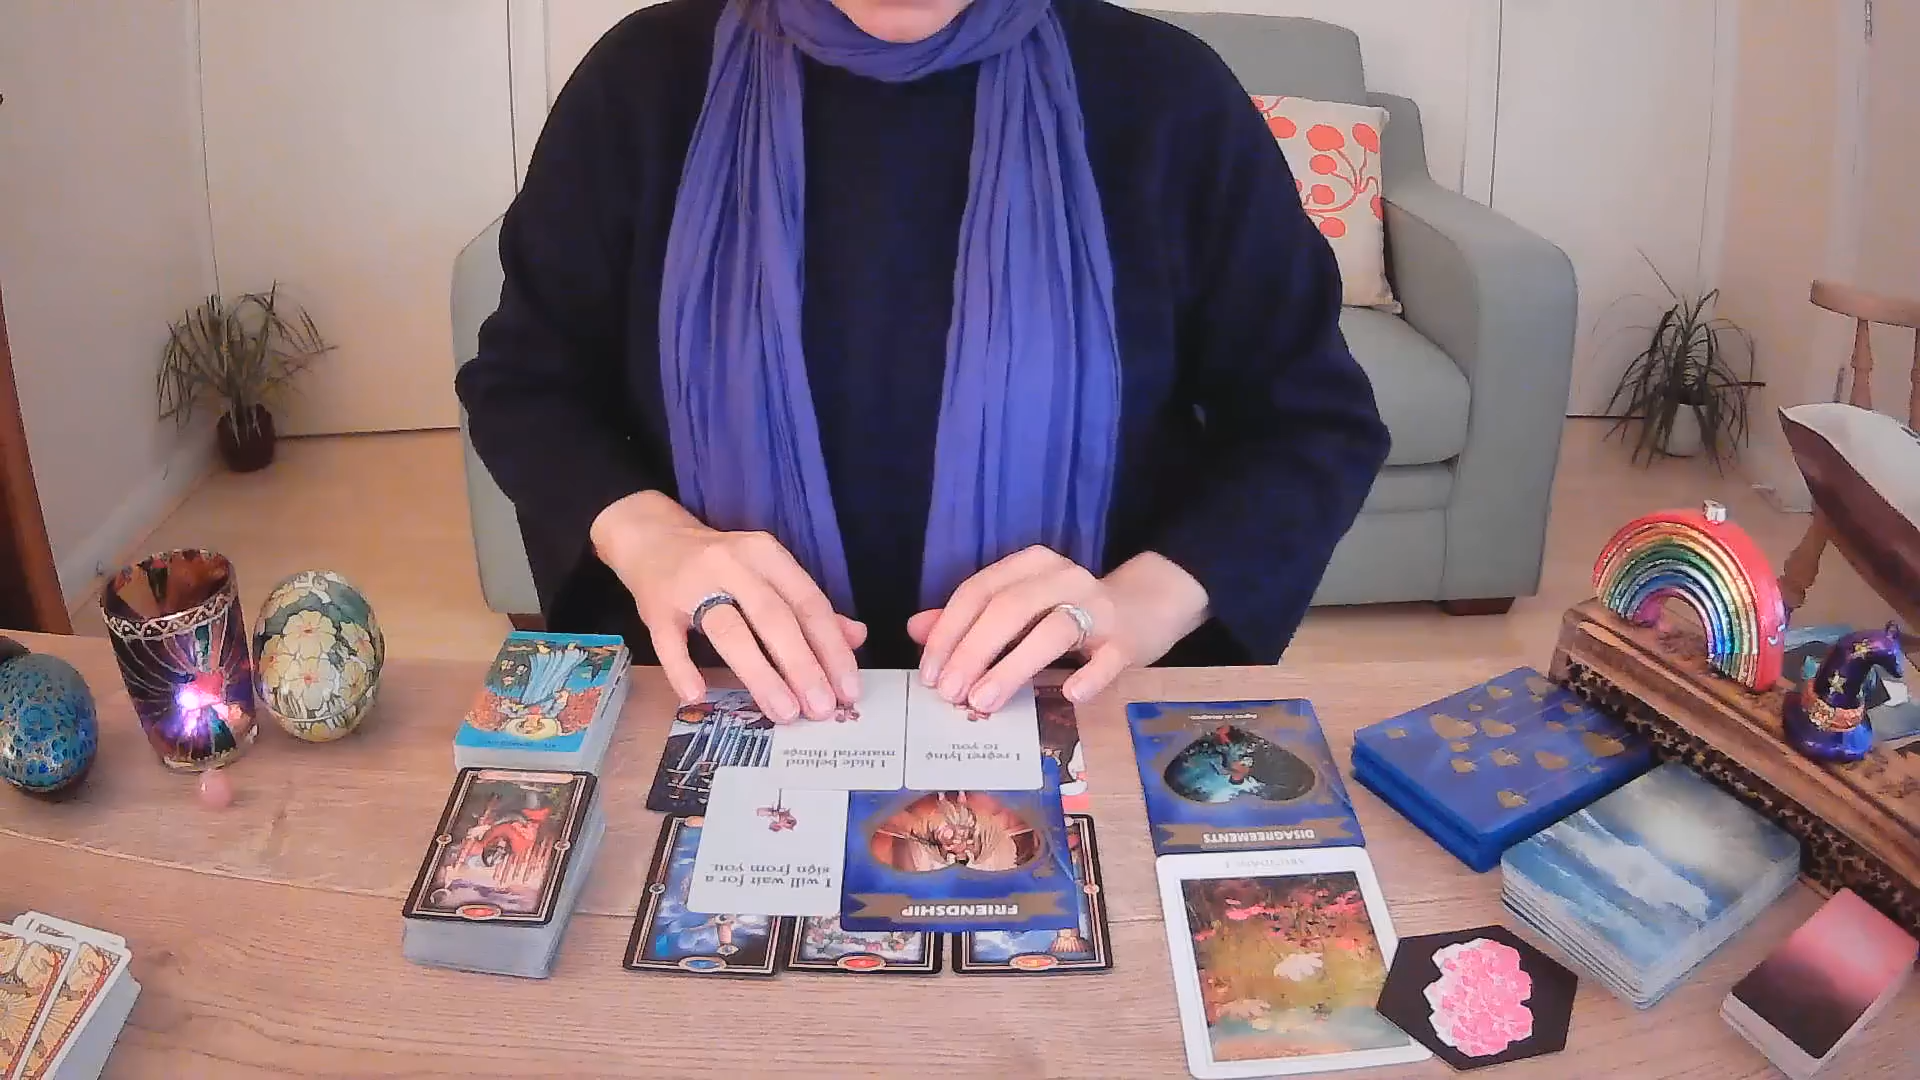 I hide behind
material things
I regret lying
to you
I will wait for a
sign from you
FRIENDSHIP
DISAGREEMENTS